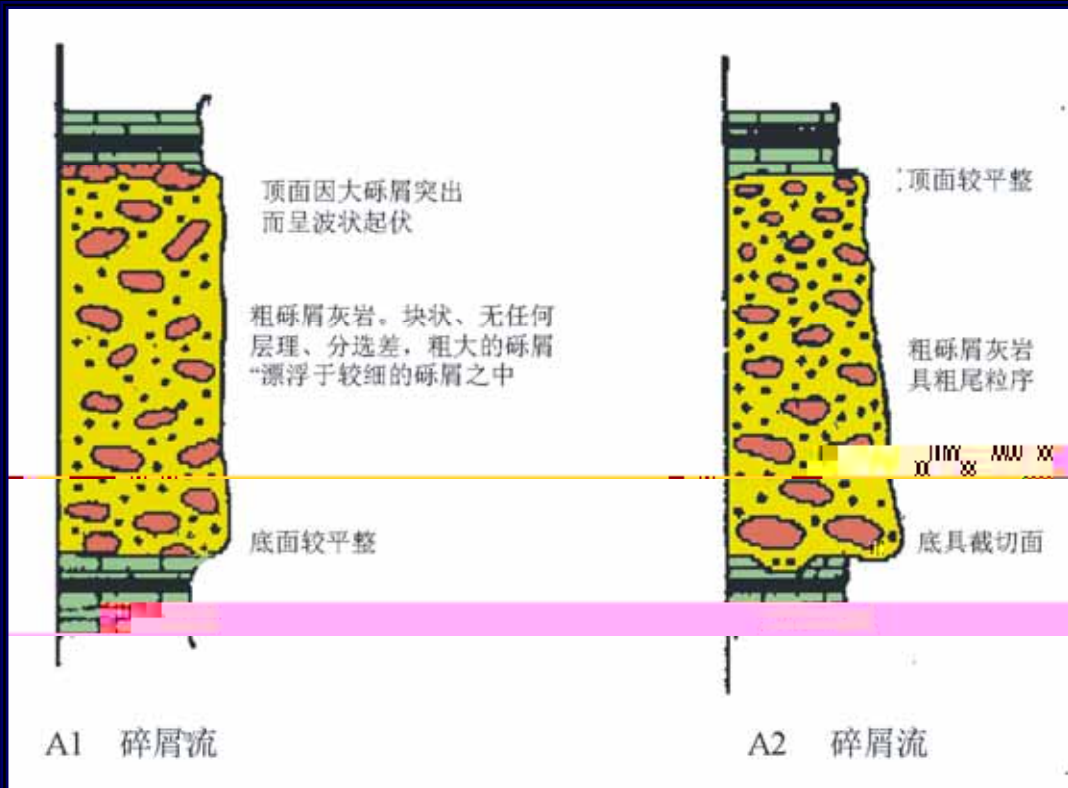 顶面因大砾屑突出
而呈波状起伏
粗砾屑灰岩。块状、无任何
层理、分选差，粗大的砾屑
“漂浮于较细的砾屑之中
底面较平整
A1 碎屑流
顶面较平整
粗砾屑灰岩
具粗尾粒序
底具截切面
A2 碎屑流